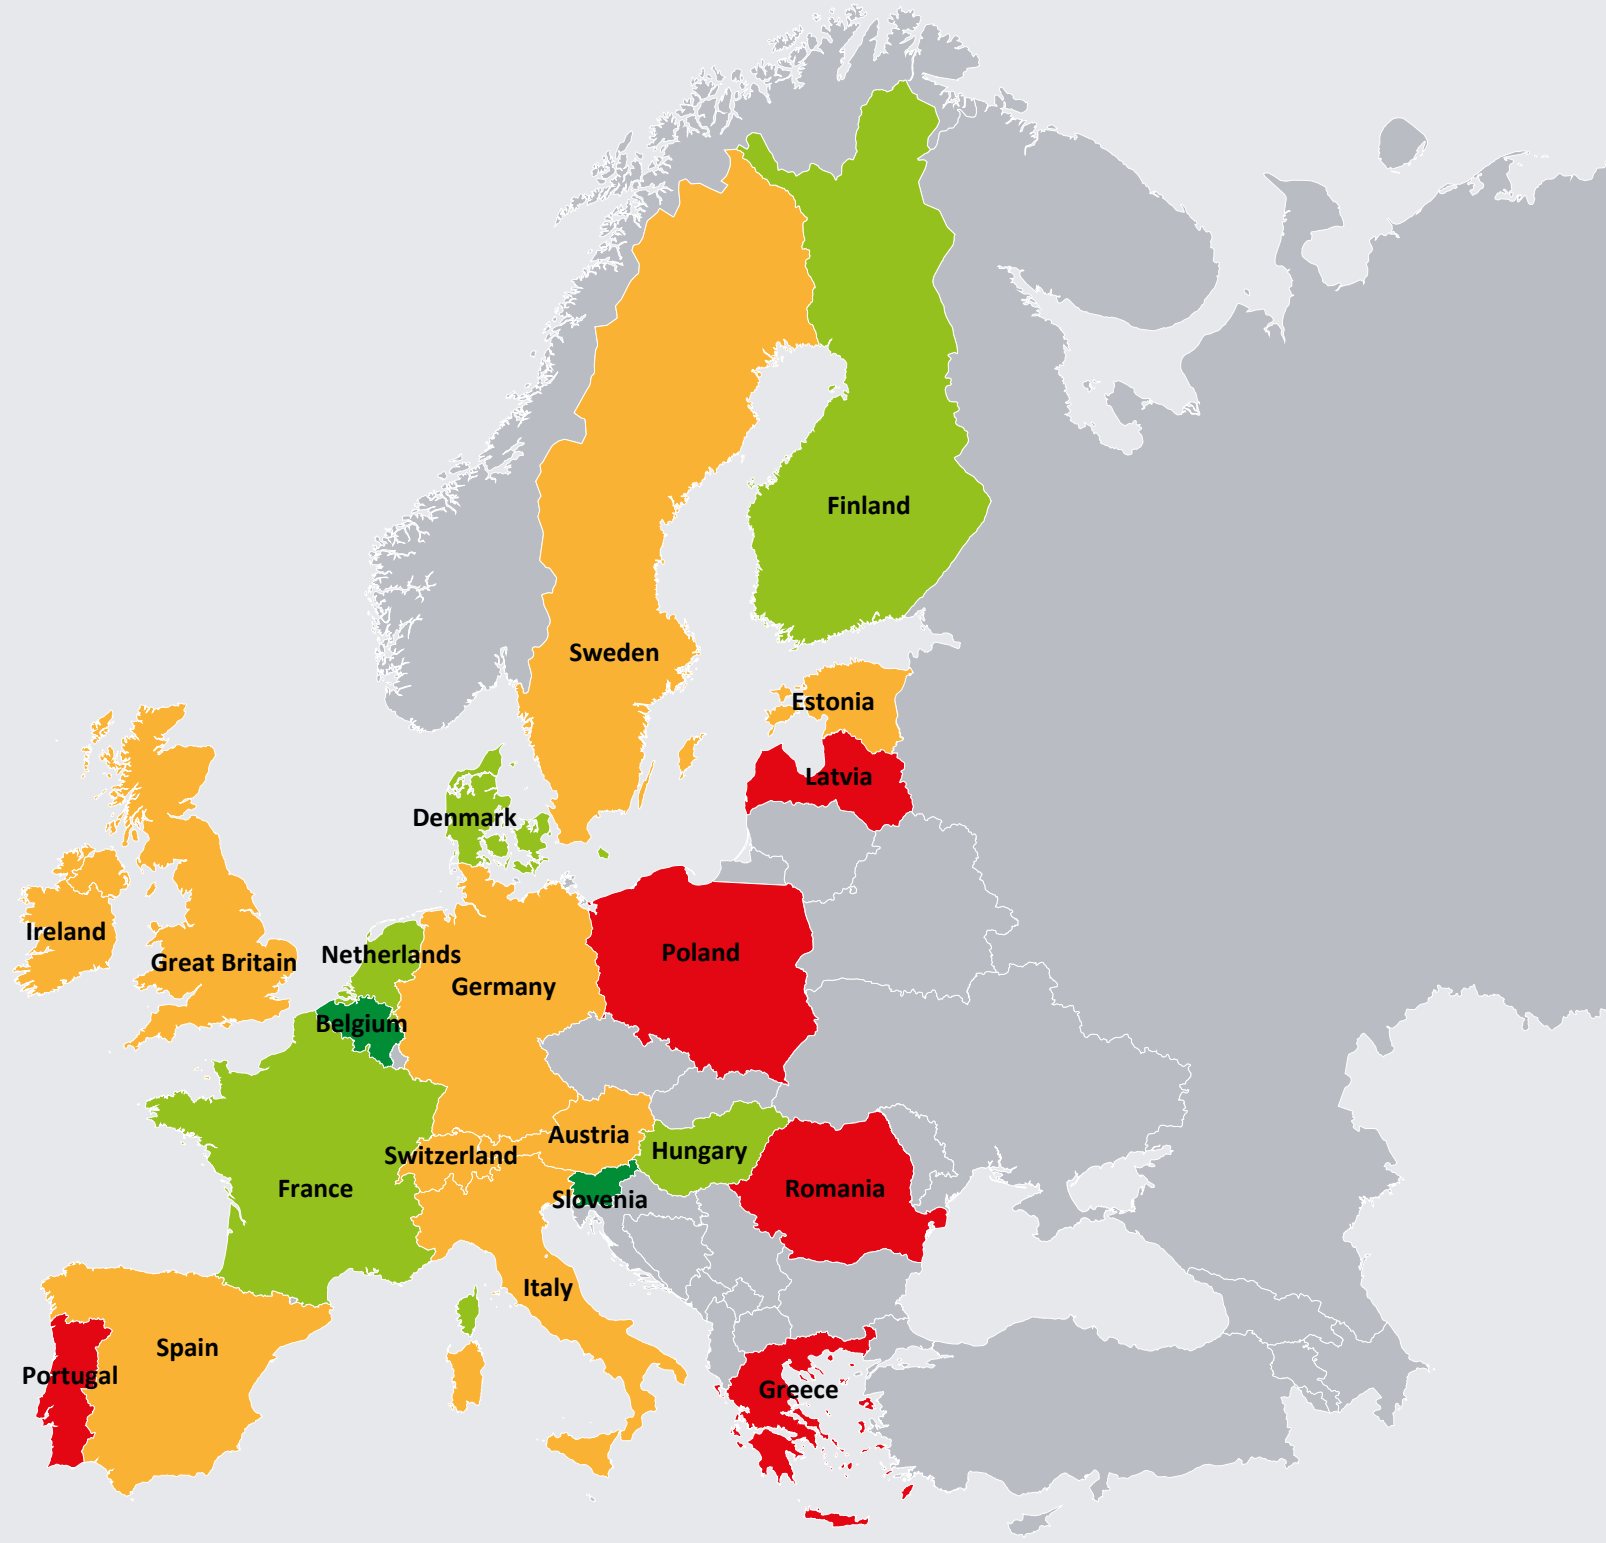 Finland
Sweden
Estonia
Latvia
Denmark
Ireland
Great Britain
Netherlands
Poland
Germany
Belgium
Austria
Switzerland
Hungary
France
Slovenia
Romania
Italy
Spain
Portugal
Greece